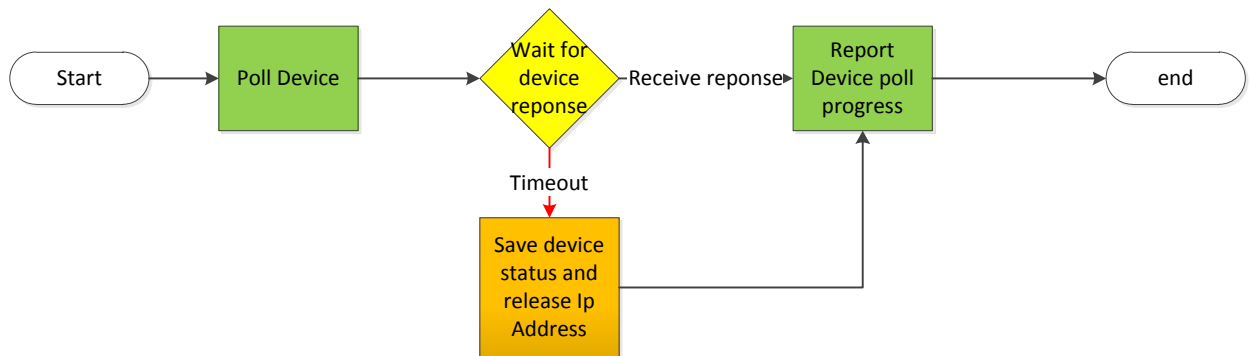 Start
Poll Device
Wait for
device
reponse
Receive reponse
Report
Device poll
progress
end
Timeout
Save device
status and
release Ip
Address